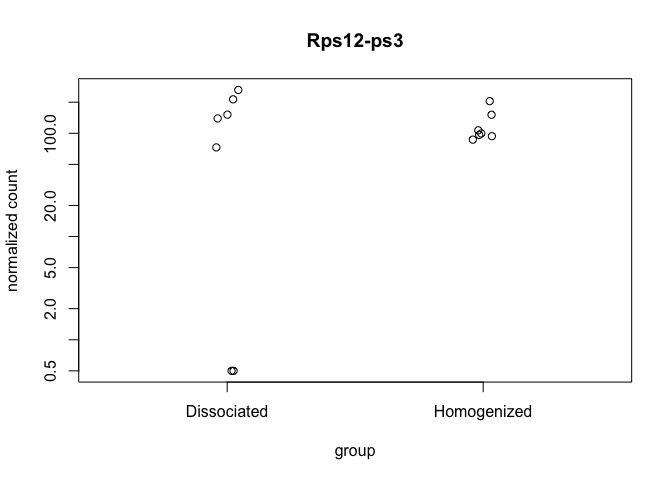 Rps12-ps3
normalized count
100.0
20.0
5.0
2.0
0.5
Dissociated
Homogenized
group